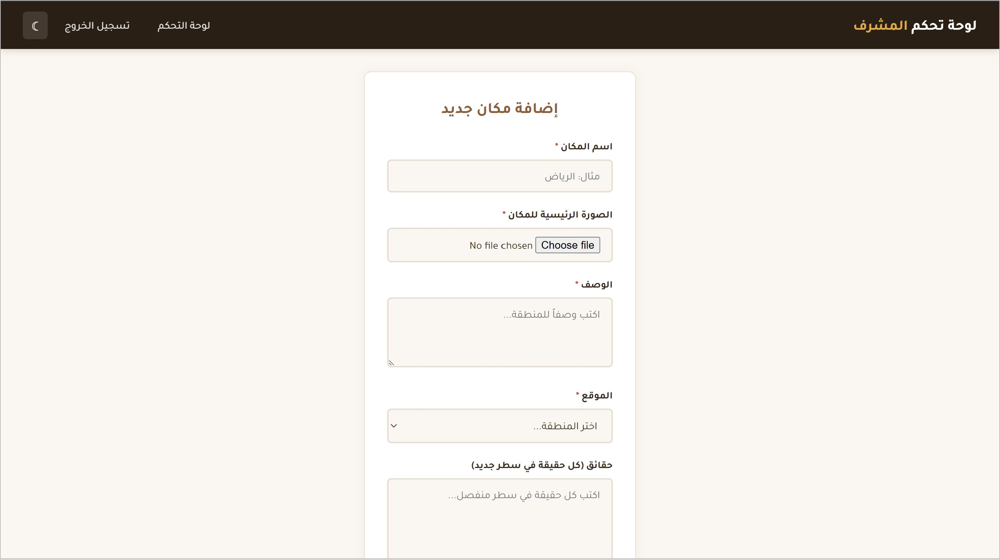 لوحة تحكم المشرف
لوحة التحكم
تسجيل الخروج
إضافة مكان جديد
اسم المكان *
مثال: الرياض
الصورة الرئيسية للمكان *
Choose file No file chosen
الوصف *
اكتب وصفاً للمنطقة...
الموقع *
اختر المنطقة...
حقائق (كل حقيقة في سطر جديد)
اكتب كل حقيقة في سطر منفصل...